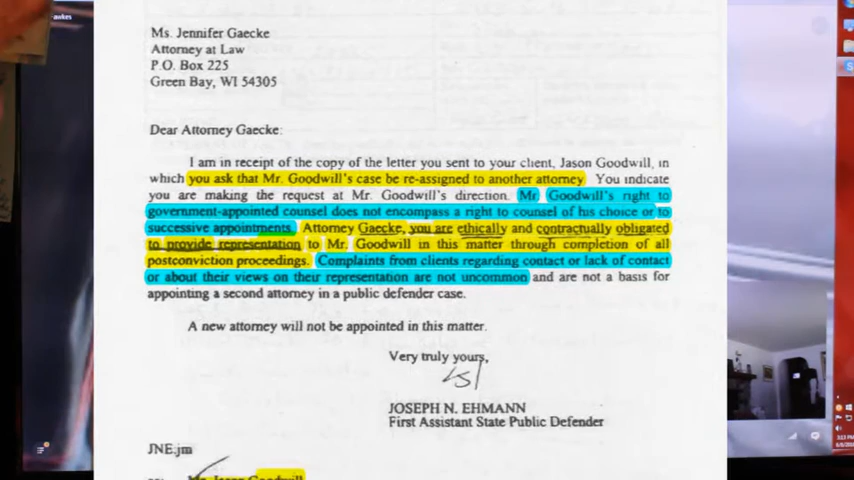 Ms. Jennifer Gaecke
Attorney at Law
P.O. Box 225
Green Bay, WI 54305
Dear Attorney Gaecke:
I am in receipt of the copy of the letter you sent to your client, Jason Goodwill, in
which you ask that Mr. Goodwill's case be re-assigned to another attorney You indicate
you are making the request at Mr. Goodwill's direction. Mr. Goodwill's right to
government-appointed counsel does not encompass a right to counsel of his choice or to
successive appointments. Attorney Gaecke, you are ethically and contractually obligated
to provide representation to Mr. Goodwill in this matter through completion of all
postconviction proceedings. Complaints from clients regarding contact or lack of contact
or about their views on their representation are not uncommon and are not a basis for
appointing a second attorney in a public defender case.
A new attorney will not be appointed in this matter.
Very truly yours,
JOSEPH N. EHMANN
First Assistant State Public Defender
JNE.jm
Mr. Jason Goodwill